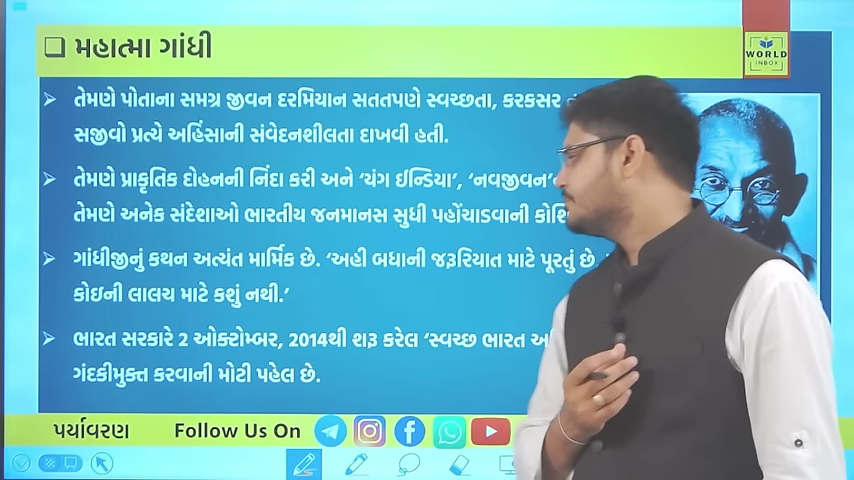 ❑ મહાત્મા ગાંધી
WORLD
INBOX
➤ તેમણે પોતાના સમગ્ર જીવન દરમિયાન સતતપણે સ્વચ્છતા, કરકસર
સજીવો પ્રત્યે અહિંસાની સંવેદનશીલતા દાખવી હતી.
➤ તેમણે પ્રાકૃતિક દોહનની નિંદા કરી અને ‘યંગ ઇન્ડિયા’, ‘નવજીવન’
તેમણે અનેક સંદેશાઓ ભારતીય જનમાનસ સુધી પહોંચાડવાની
➤ ગાંધીજીનું કથન અત્યંત માર્મિક છે. ‘અહી બધાની જરૂરિયાત માટે પૂરતું છે,
કોઇની લાલચ માટે કશું નથી.’
➤ ભારત સરકારે 2 ઓક્ટોમ્બર, 2014થી શરૂ કરેલ ‘સ્વચ્છ ભારત
ગંદકીમુક્ત કરવાની મોટી પહેલ છે.
પર્યાવરણ Follow Us On